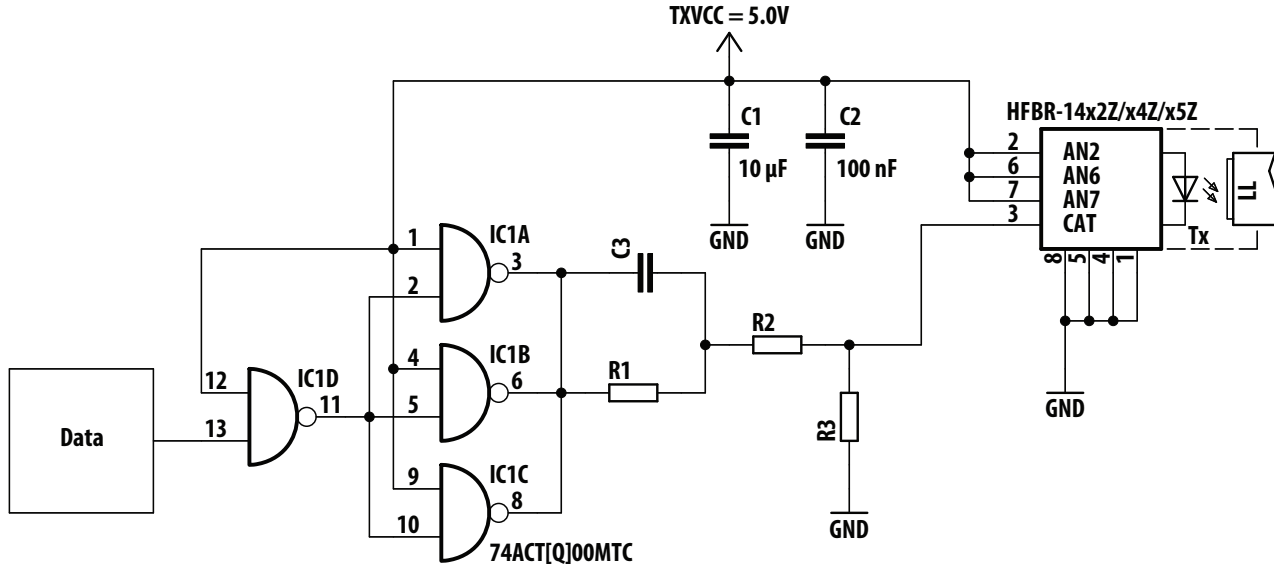 TXVCC = 5.0V
C1
10 µF
GND
C2
100 nF
GND
HFBR-14x2Z/x4Z/x5Z
2 AN2
6 AN6
7 AN7
3 CAT
Tx
LL
8 5 4 1
GND
1 IC1A
2
3
C3
R2
4 IC1B
5
6
R1
12 IC1D
13
11
Data
9 IC1C
10
8
R3
GND
74ACT[Q]00MTC